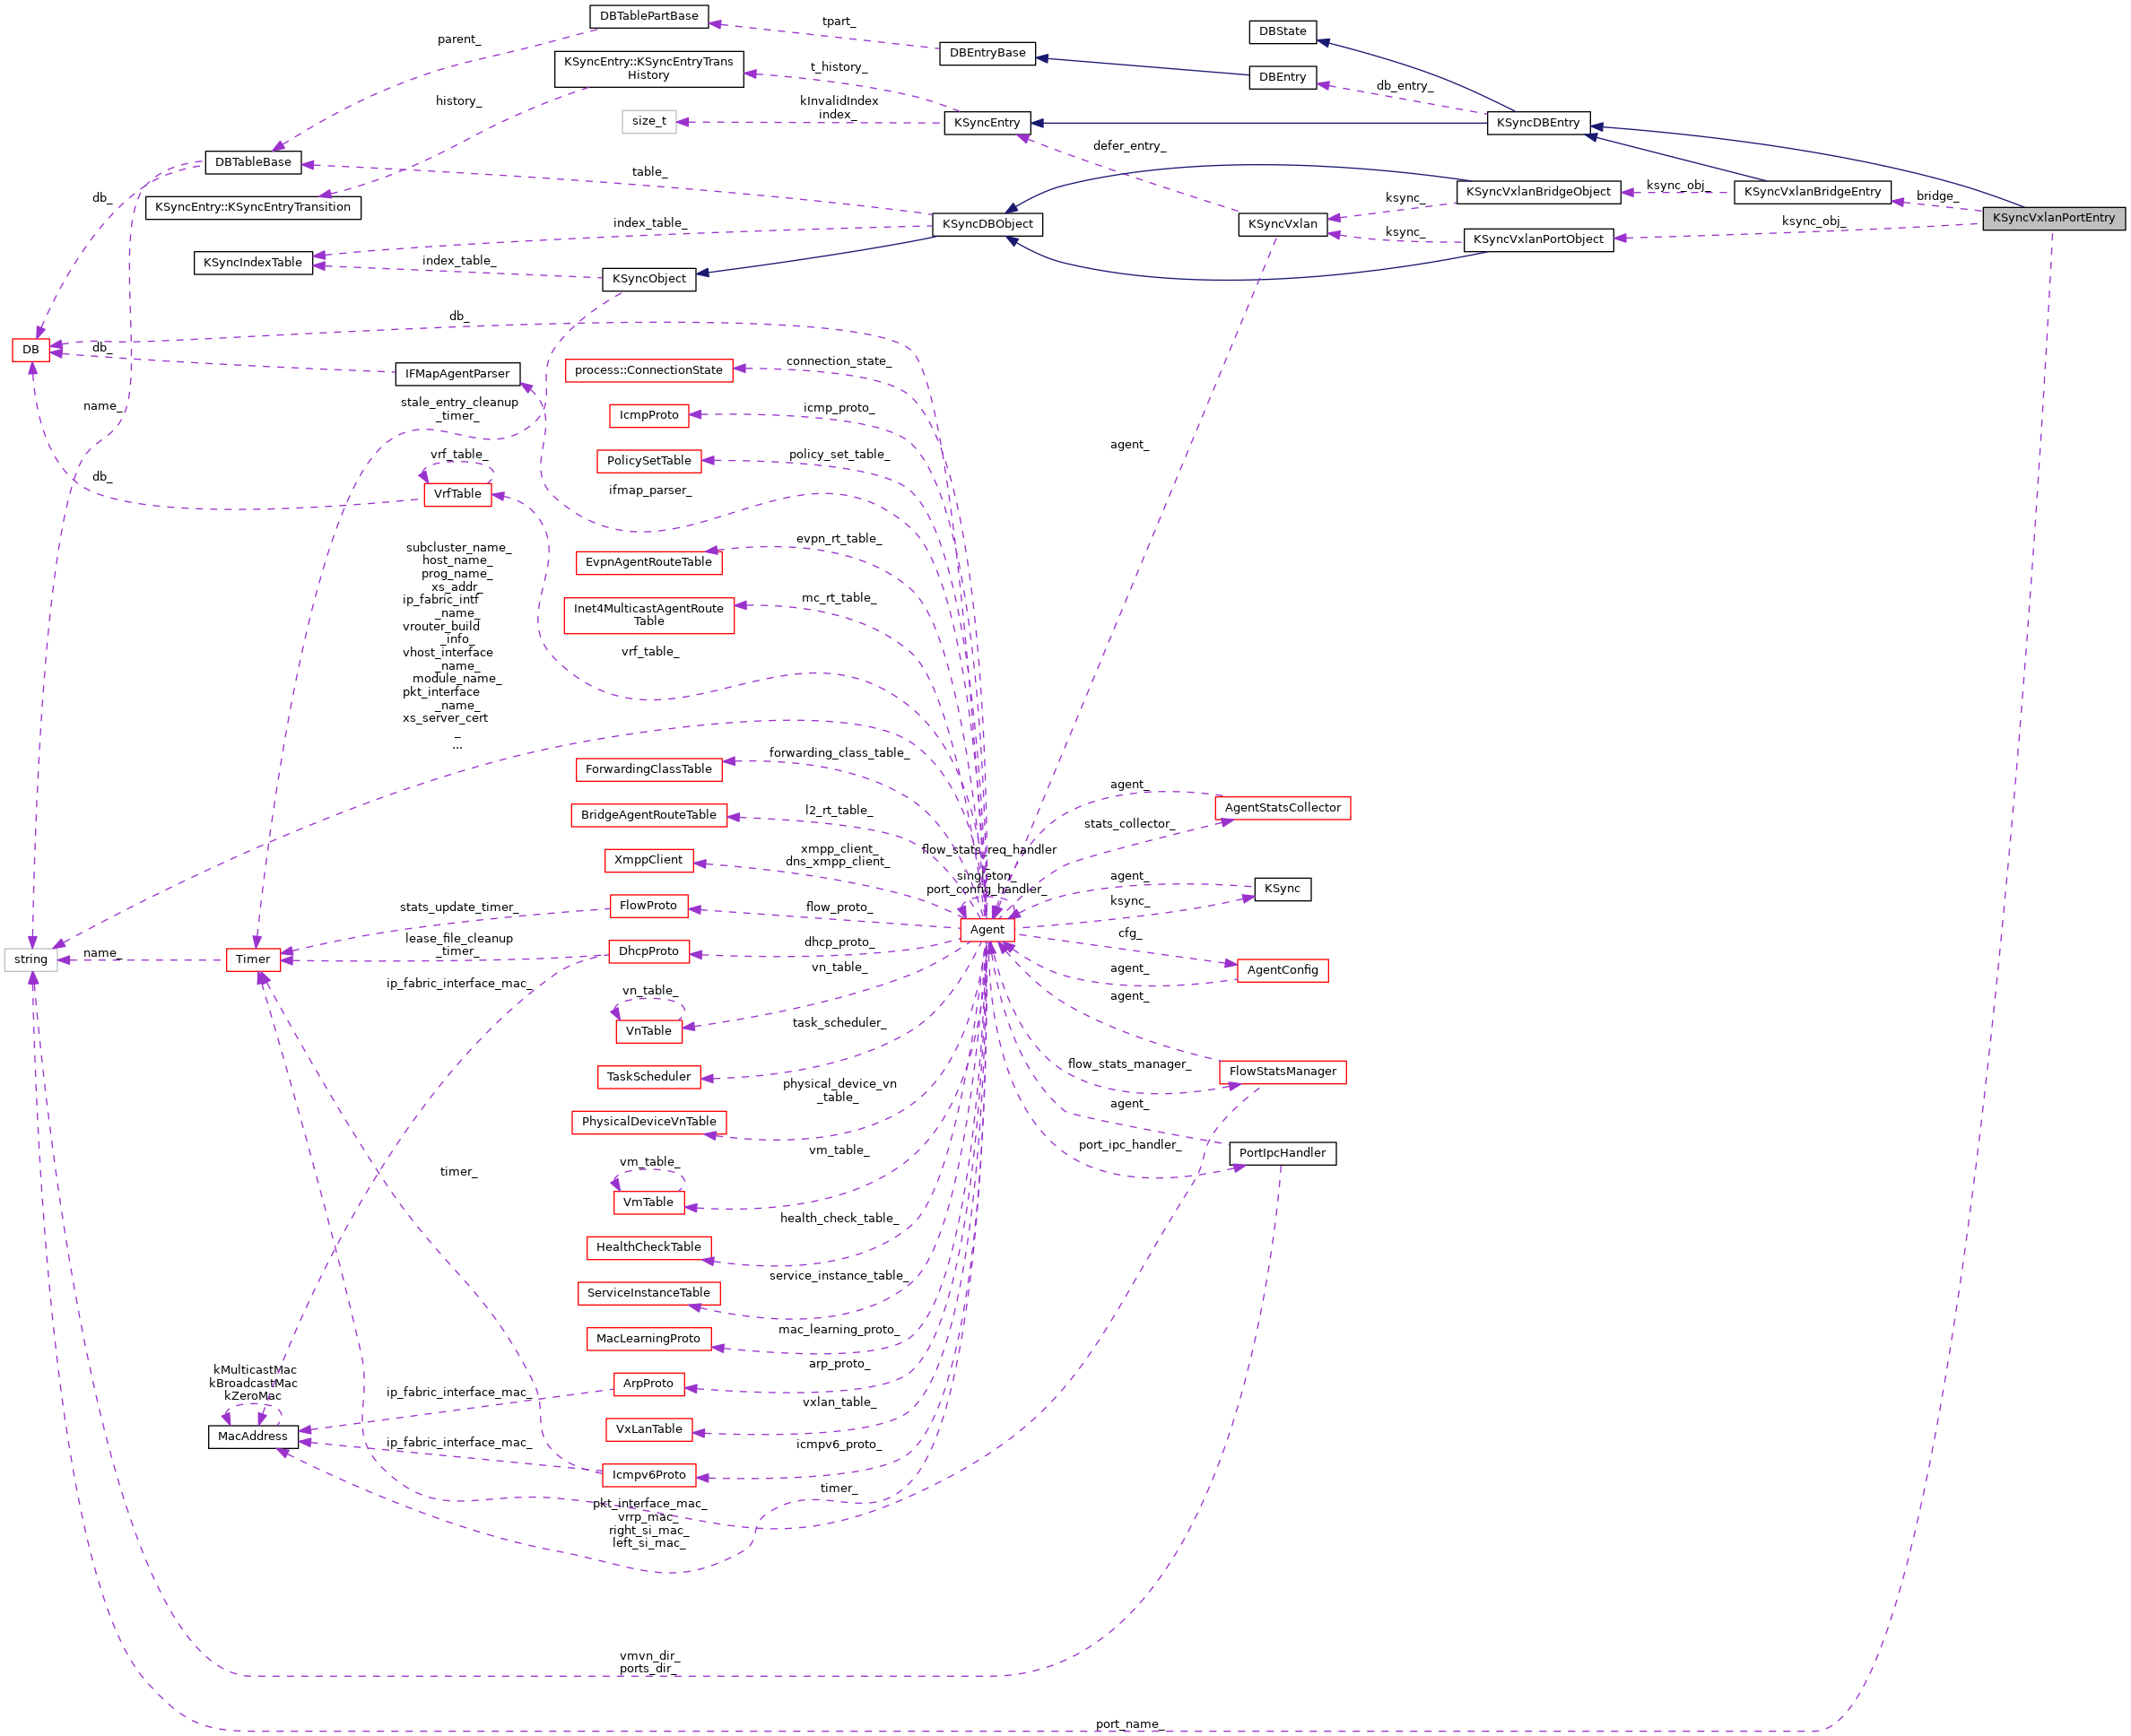 DBTablePartBase
tpart_
DBState
parent_
DBEntryBase
KSyncEntry::KSyncEntryTrans
History
t_history_
DBEntry
db_entry_
history_
kInvalidIndex
index_
size_t
KSyncEntry
KSyncDBEntry
defer_entry_
DBTableBase
table_
KSyncVxlanBridgeObject
ksync_obj_
KSyncVxlanBridgeEntry
bridge_
db_
ksync_
KSyncEntry::KSyncEntryTransition
KSyncVxlanPortEntry
index_table_
KSyncDBObject
KSyncVxlan
ksync_
KSyncVxlanPortObject
ksync_obj_
KSyncIndexTable
index_table_
KSyncObject
db_
DB
db_
connection_state_
process::ConnectionState
IFMapAgentParser
name_
stale_entry_cleanup
_timer_
icmp_proto_
IcmpProto
agent_
vrf_table_
policy_set_table_
PolicySetTable
db_
VrfTable
ifmap_parser_
subcluster_name_
host_name_
prog_name_
xs_addr_
ip_fabric_intf
_name_
vrouter_build
_info_
vhost_interface
_name_
module_name_
pkt_interface
_name_
xs_server_cert
_
...
evpn_rt_table_
EvpnAgentRouteTable
mc_rt_table_
Inet4MulticastAgentRoute
Table
vrf_table_
forwarding_class_table_
ForwardingClassTable
agent_
AgentStatsCollector
l2_rt_table_
BridgeAgentRouteTable
stats_collector_
xmpp_client_
dns_xmpp_client_
XmppClient
flow_stats_req_handler
_
singleton_
port_config_handler_
agent_
KSync
ksync_
stats_update_timer_
FlowProto
flow_proto_
Agent
cfg_
lease_file_cleanup
_timer_
DhcpProto
dhcp_proto_
string
name_
Timer
vn_table_
agent_
AgentConfig
ip_fabric_interface_mac_
vn_table_
agent_
VnTable
task_scheduler_
TaskScheduler
flow_stats_manager_
FlowStatsManager
physical_device_vn
_table_
PhysicalDeviceVnTable
agent_
port_ipc_handler_
PortIpcHandler
vm_table_
vm_table_
timer_
VmTable
health_check_table_
HealthCheckTable
service_instance_table_
ServiceInstanceTable
mac_learning_proto_
MacLearningProto
arp_proto_
kMulticastMac
kBroadcastMac
kZeroMac
ip_fabric_interface_mac_
ArpProto
vxlan_table_
VxLanTable
MacAddress
ip_fabric_interface_mac_
icmpv6_proto_
Icmpv6Proto
timer_
pkt_interface_mac_
vrrp_mac_
right_si_mac_
left_si_mac_
vmvn_dir_
ports_dir_
port_name_